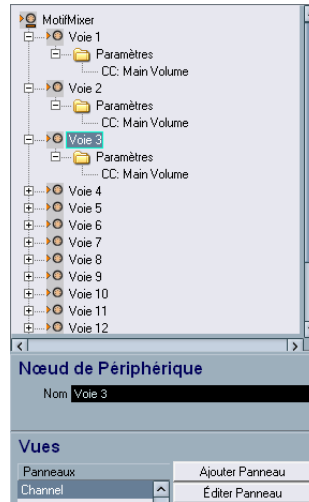 MotifMixer
Voie 1
Paramètres
CC: Main Volume
Voie 2
Paramètres
CC: Main Volume
Voie 3
Paramètres
CC: Main Volume
Voie 4
Voie 5
Voie 6
Voie 7
Voie 8
Voie 9
Voie 10
Voie 11
Voie 12
Nœud de Périphérique
Nom Voie 3
Vues
Panneaux Ajouter Panneau
Channel Éditer Panneau